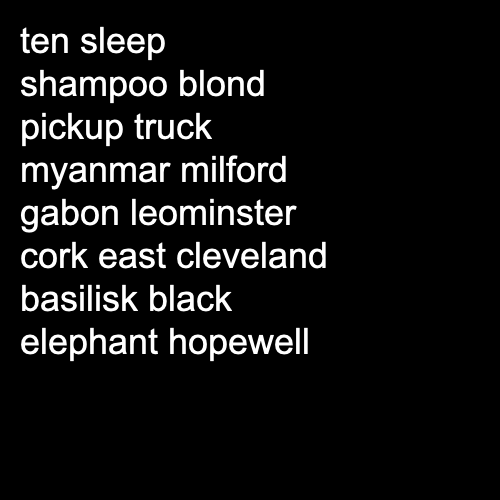 ten sleep
shampoo blond
pickup truck
myanmar milford
gabon leominster
cork east cleveland
basilisk black
elephant hopewell